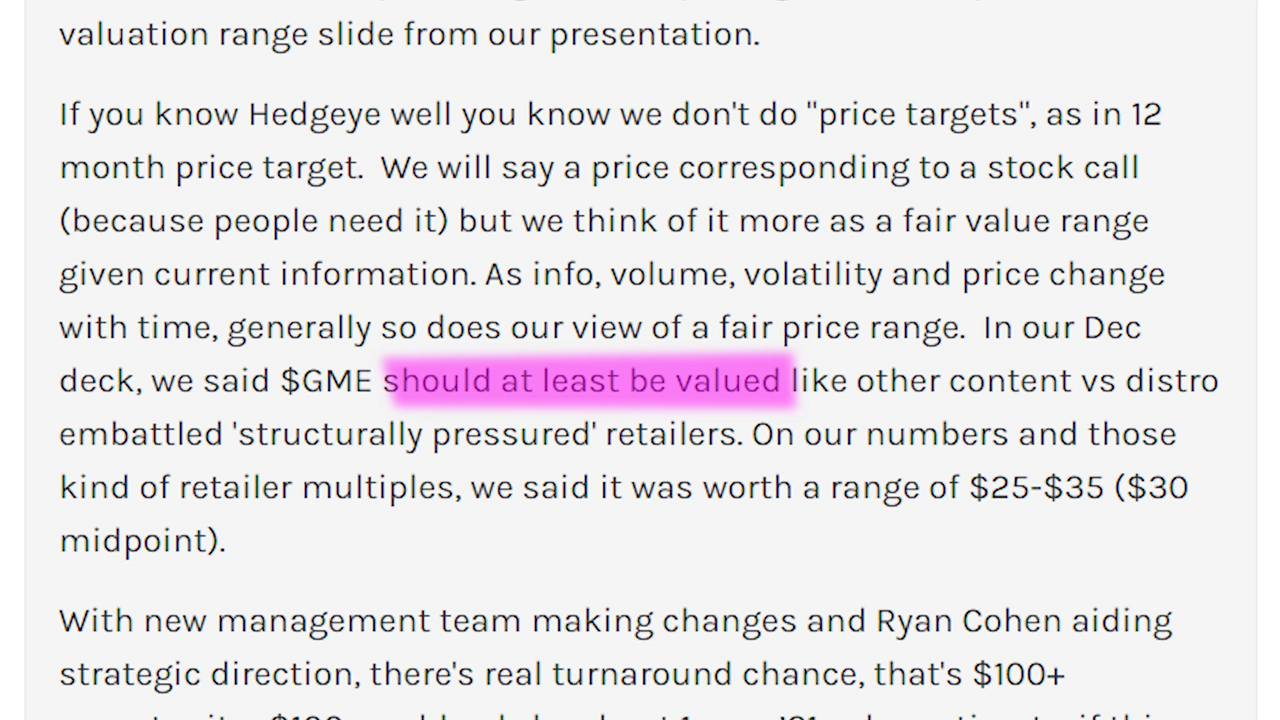 valuation range slide from our presentation.
If you know Hedgeye well you know we don't do "price targets", as in 12
month price target.  We will say a price corresponding to a stock call
(because people need it) but we think of it more as a fair value range
given current information. As info, volume, volatility and price change
with time, generally so does our view of a fair price range.  In our Dec
deck, we said $GME should at least be valued like other content vs distro
embattled 'structurally pressured' retailers. On our numbers and those
kind of retailer multiples, we said it was worth a range of $25-$35 ($30
midpoint).
With new management team making changes and Ryan Cohen aiding
strategic direction, there's real turnaround chance, that's $100+